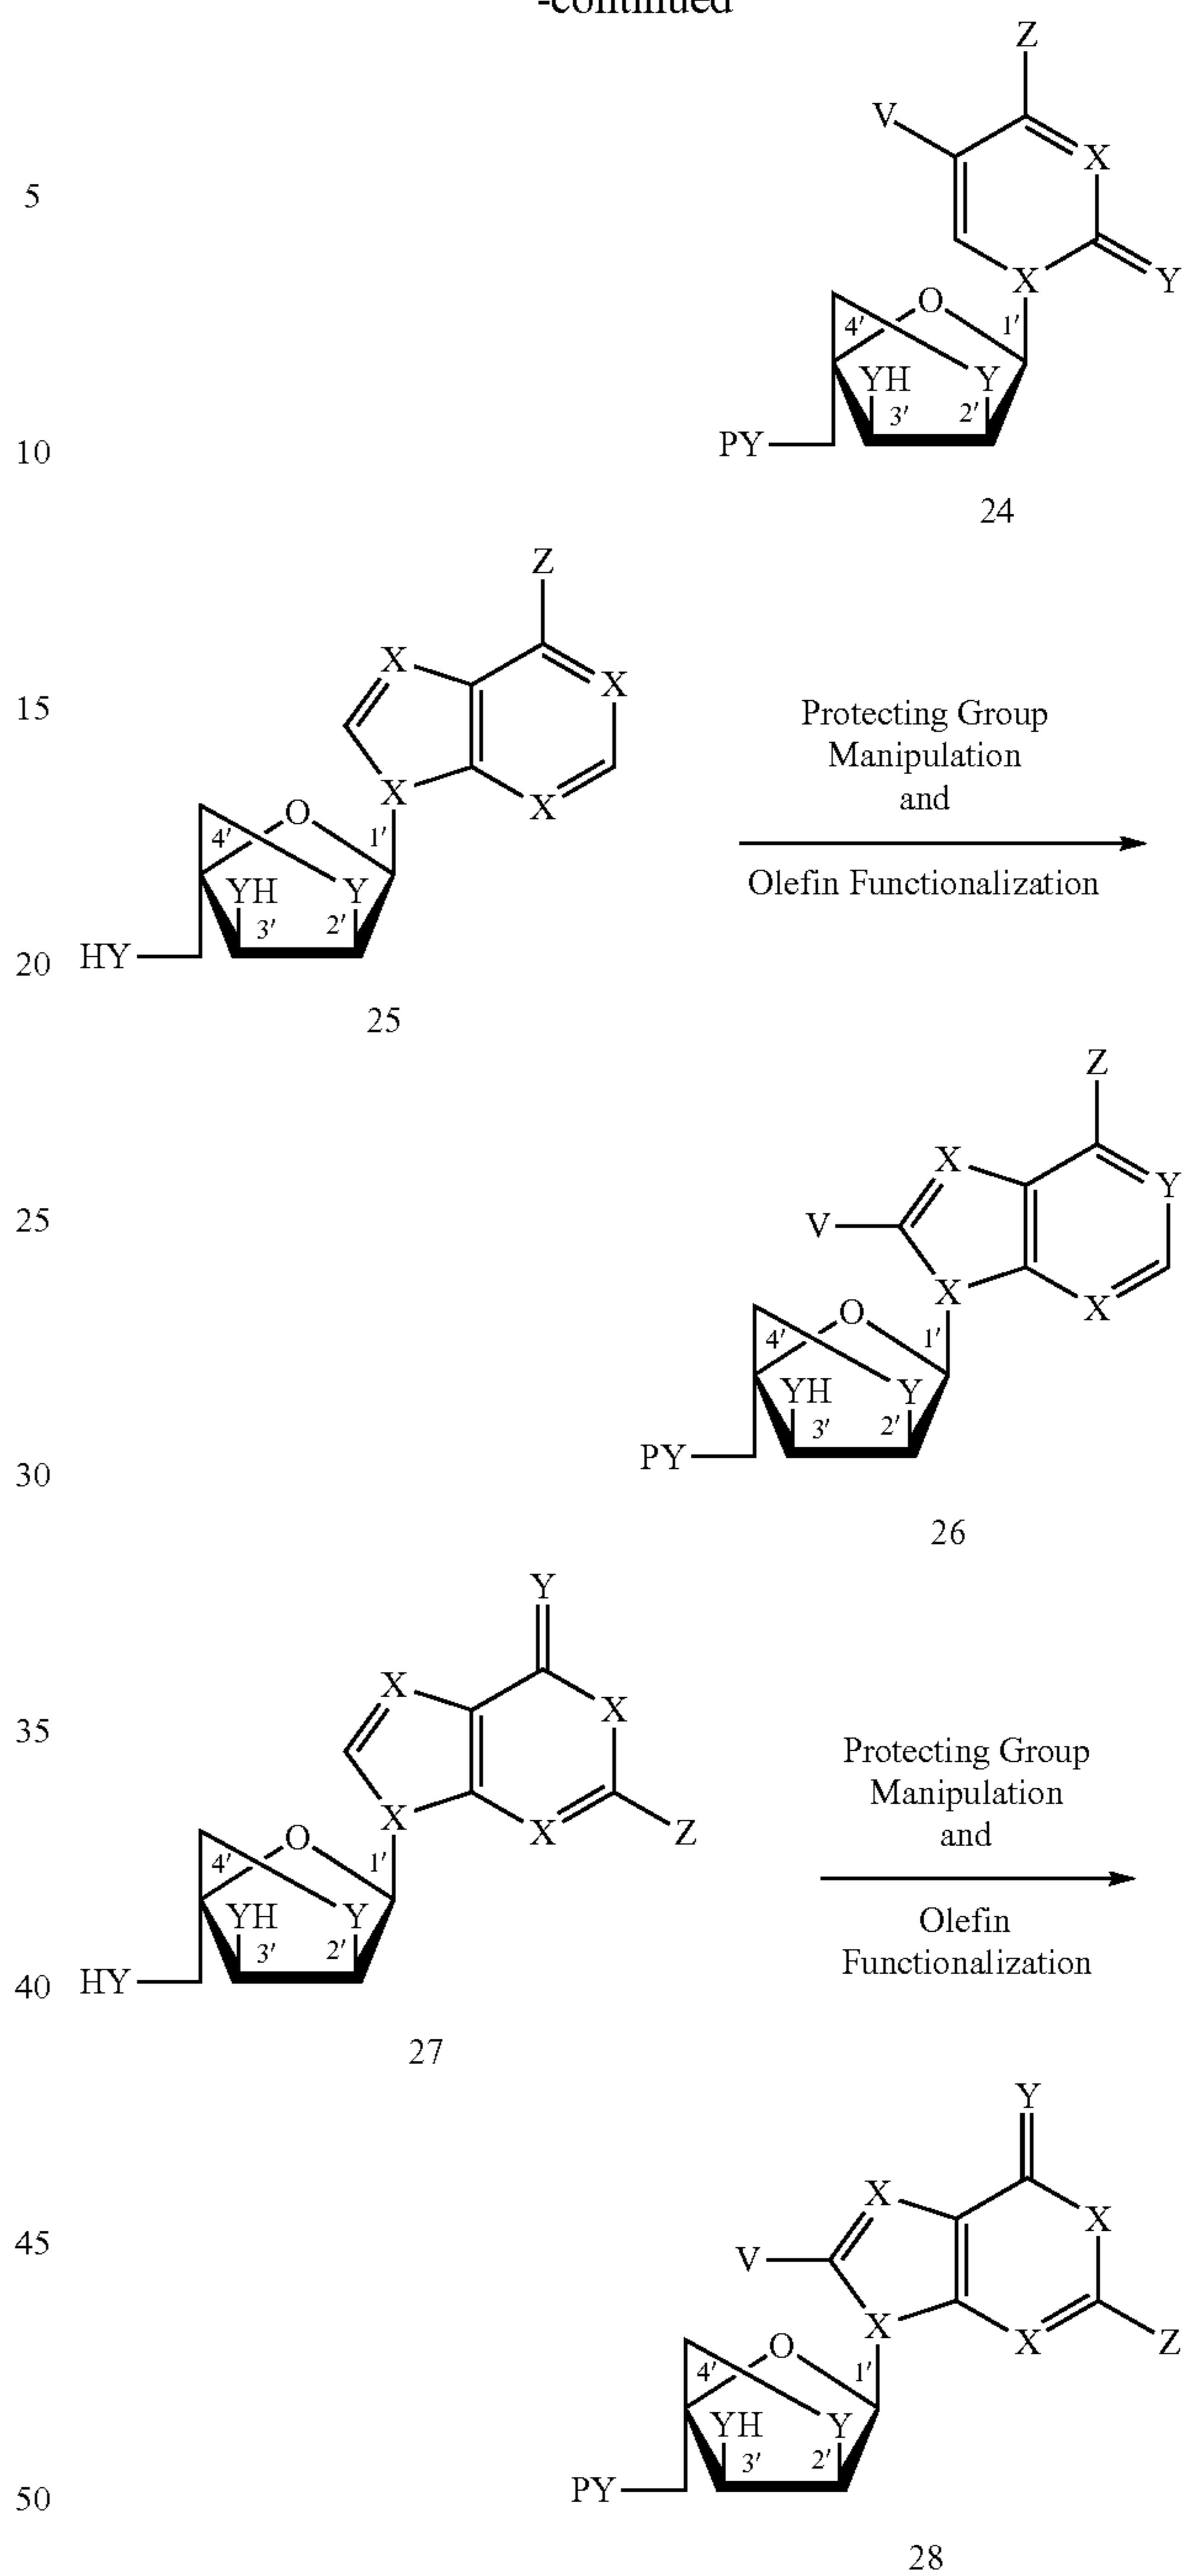 -continued
Z
V
X
5
Y
X
O
4′
1′
YH
Y
3′
2′
10
PY
24
Z
X
X
15
Protecting Group
Manipulation
and
X
X
O
4′
1′
Olefin Functionalization
YH
Y
3′
2′
20
HY
25
Z
X
Y
25
V
X
X
O
4′
1′
YH
Y
3′
2′
PY
30
26
Y
X
X
35
Protecting Group
Manipulation
and
X
X
Z
O
4′
1′
YH
Y
Olefin
Functionalization
3′
2′
40
HY
27
Y
X
X
45
V
X
X
Z
O
4′
1′
YH
Y
3′
2′
PY
50
28